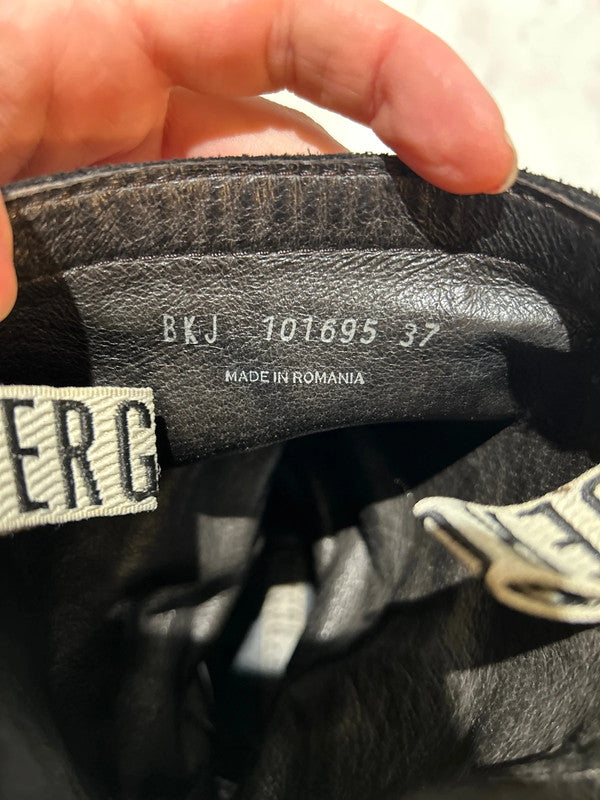 BKJ 101695 37
MADE IN ROMANIA
ERG